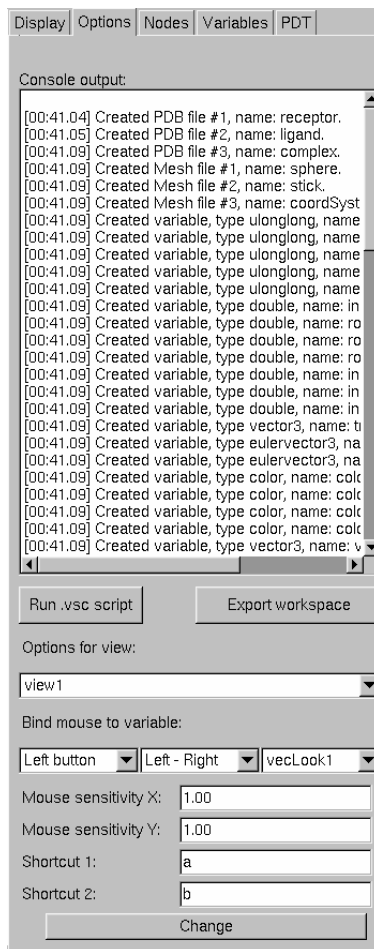 Display Options Nodes Variables PDT
Console output:
[00:41.04] Created PDB file #1, name: receptor.
[00:41.05] Created PDB file #2, name: ligand.
[00:41.09] Created PDB file #3, name: complex.
[00:41.09] Created Mesh file #1, name: sphere.
[00:41.09] Created Mesh file #2, name: stick.
[00:41.09] Created Mesh file #3, name: coordSyst
[00:41.09] Created variable, type ulonglong, name
[00:41.09] Created variable, type ulonglong, name
[00:41.09] Created variable, type ulonglong, name
[00:41.09] Created variable, type ulonglong, name
[00:41.09] Created variable, type ulonglong, name
[00:41.09] Created variable, type double, name: in
[00:41.09] Created variable, type double, name: ro
[00:41.09] Created variable, type double, name: ro
[00:41.09] Created variable, type double, name: ro
[00:41.09] Created variable, type double, name: in
[00:41.09] Created variable, type double, name: in
[00:41.09] Created variable, type double, name: in
[00:41.09] Created variable, type vector3, name:
[00:41.09] Created variable, type eulervector3, na
[00:41.09] Created variable, type eulervector3, na
[00:41.09] Created variable, type color, name: colo
[00:41.09] Created variable, type color, name: colo
[00:41.09] Created variable, type color, name: colo
[00:41.09] Created variable, type color, name: colo
[00:41.09] Created variable, type vector3, name: v
Run .vsc script Export workspace
Options for view:
view1
Bind mouse to variable:
Left button Left - Right vecLook1
Mouse sensitivity X: 1.00
Mouse sensitivity Y: 1.00
Shortcut 1: a
Shortcut 2: b
Change